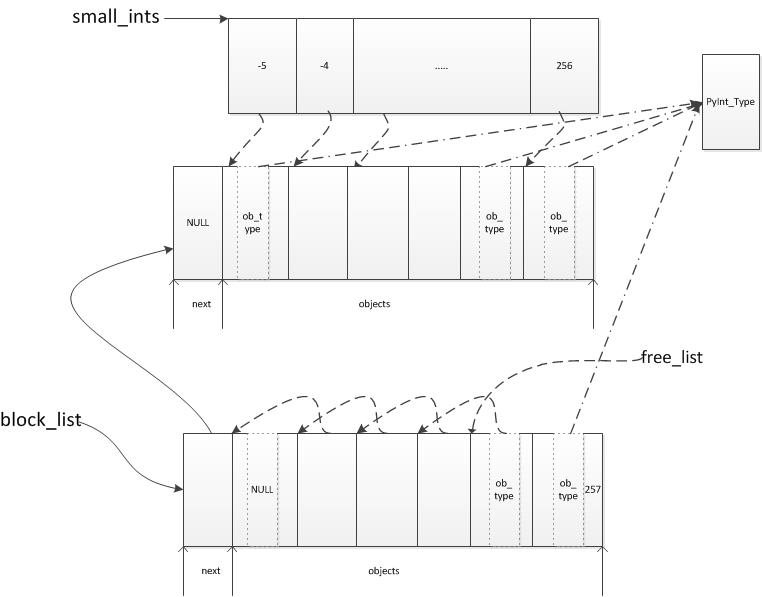 small_ints
-5
-4
.....
256
PyInt_Type
NULL
ob_t
ype
ob_
type
ob_
type
next
objects
free_list
block_list
NULL
ob_
type
ob_
type
257
next
objects